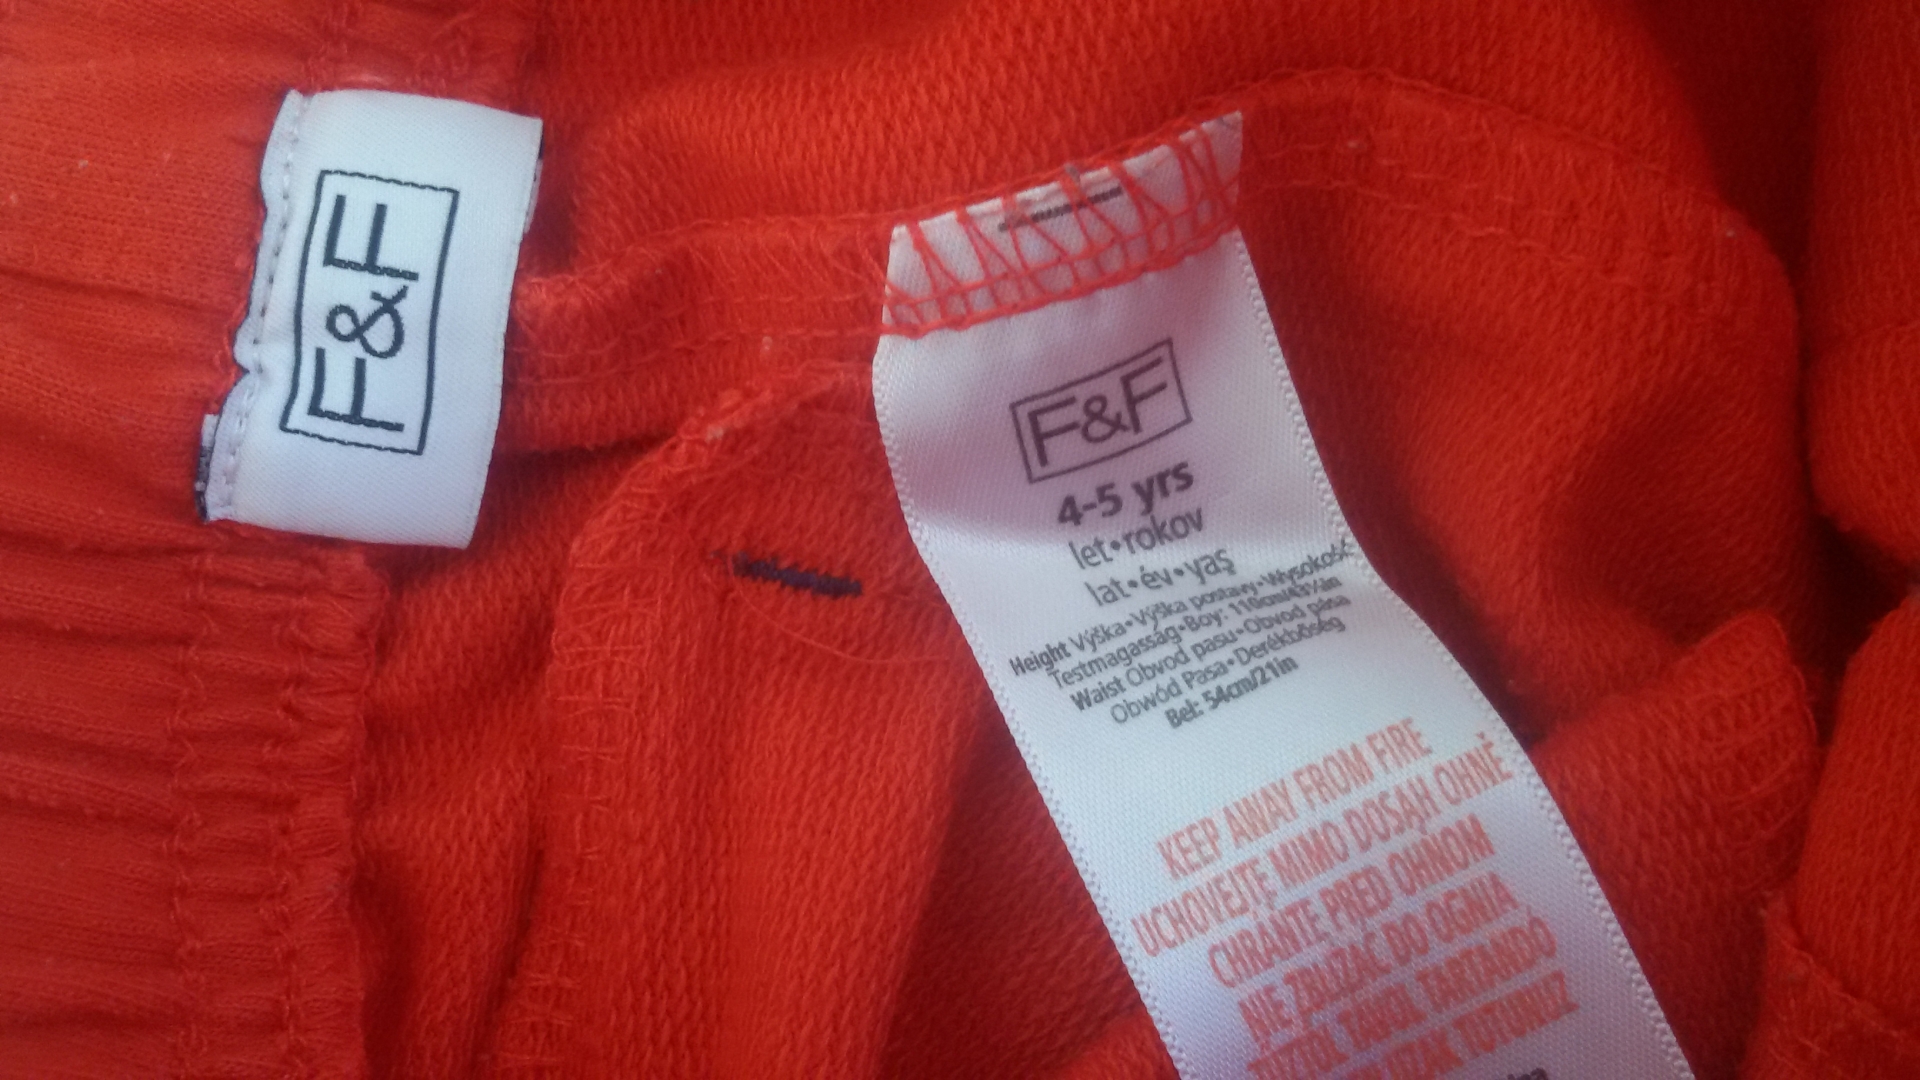 F&F
F&F
4-5 yrs
let•rokov
lat•év•yaş
Height Výška•Výška postavy•Wysokość
Testmagasság•Boy: 110cm/43½in
Waist Obvod pasu•Obvod pása
Obwód Pasa•Derékbőség
Bel: 54cm/21in
KEEP AWAY FROM FIRE
UCHOVEJTE MIMO DOSAH OHNĚ
CHRÁŇTE PRED OHŇOM
NIE ZBLIŻAĆ DO OGNIA
TŰZTŐL TÁVOL TARTANDÓ
UZAK TUTUNUZ